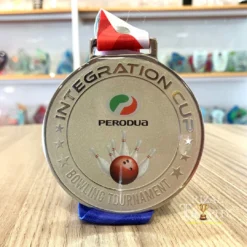 INTEGRATION CUP
PERODUA
BOWLING TOURNAMENT